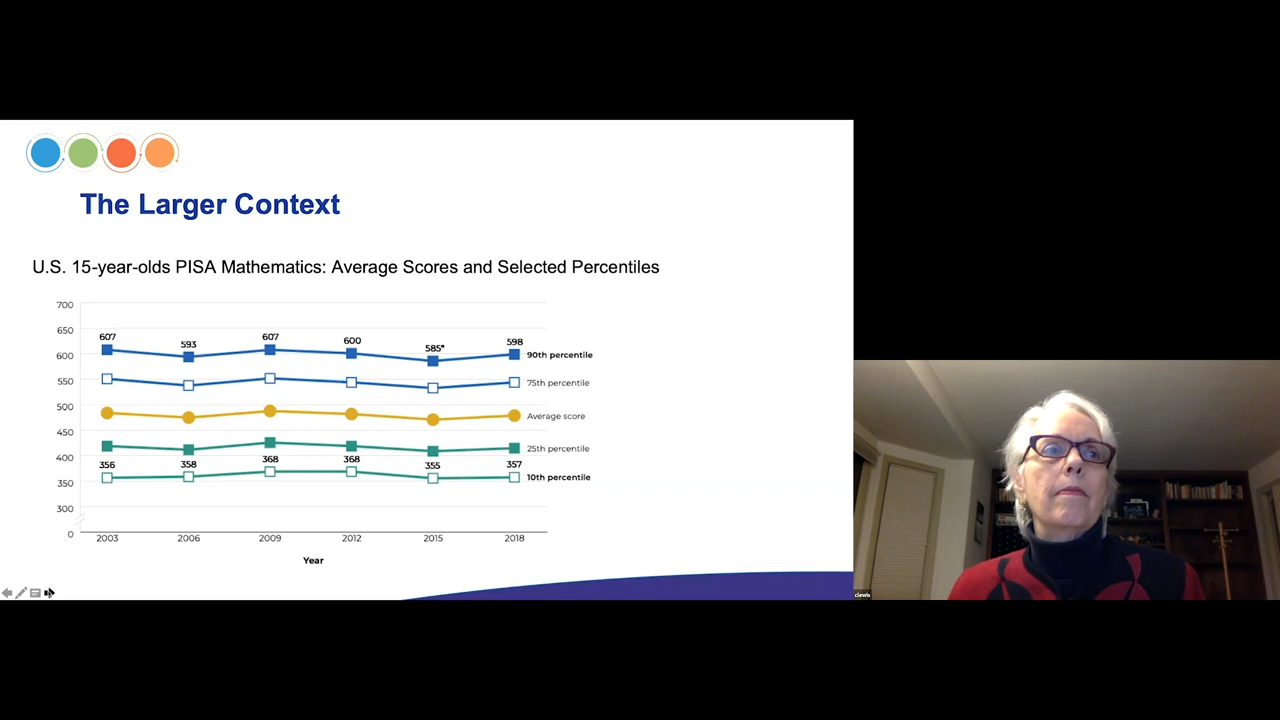 The Larger Context
U.S. 15-year-olds PISA Mathematics: Average Scores and Selected Percentiles
700
650
600
550
500
450
400
350
300
0
607 593 607 600 585* 598
90th percentile
75th percentile
Average score
25th percentile
356 358 368 368 355 357
10th percentile
2003 2006 2009 2012 2015 2018
Year
clewis